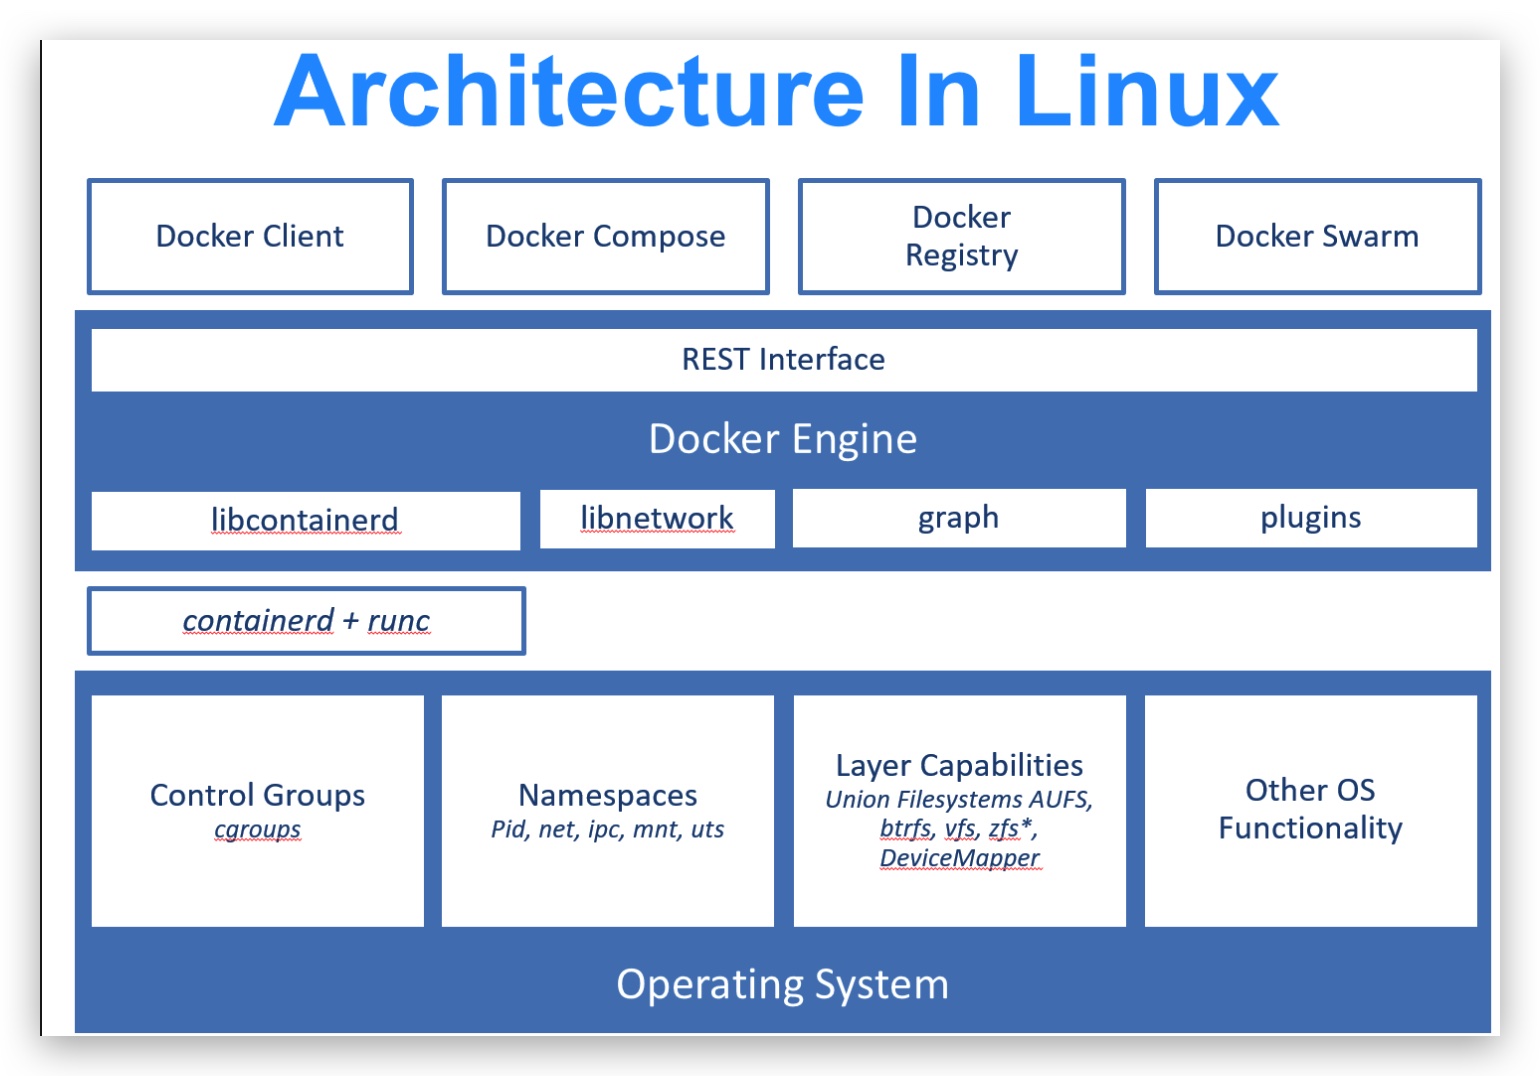 Architecture In Linux
Docker Client
Docker Compose
Docker
Registry
Docker Swarm
REST Interface
Docker Engine
libcontainerd
libnetwork
graph
plugins
containerd + runc
Control Groups
cgroups
Namespaces
Pid, net, ipc, mnt, uts
Layer Capabilities
Union Filesystems AUFS,
btrfs, vfs, zfs*,
DeviceMapper
Other OS
Functionality
Operating System